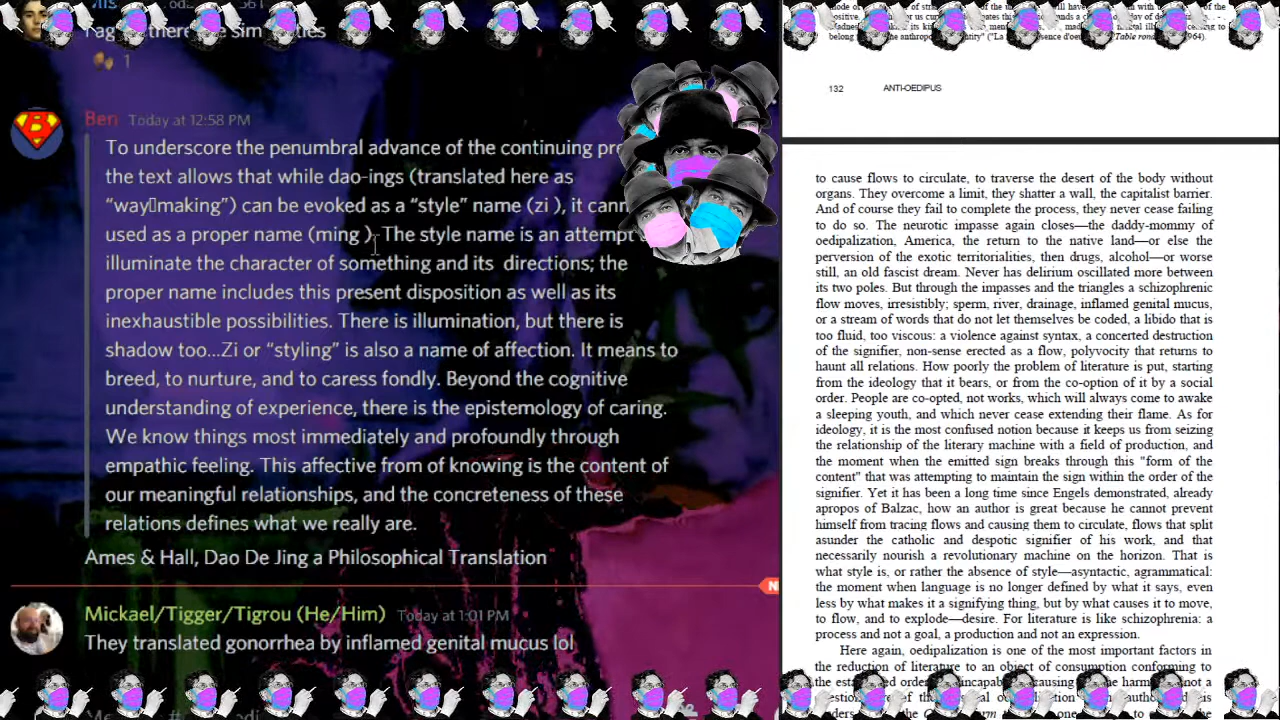 1
Ben Today at 12:58 PM
To underscore the penumbral advance of the continuing
the text allows that while dao-ings (translated here as
“way▯making”) can be evoked as a “style” name (zi ), it
used as a proper name (ming ). The style name is an attempt
illuminate the character of something and its directions; the
proper name includes this present disposition as well as its
inexhaustible possibilities. There is illumination, but there is
shadow too...Zi or “styling” is also a name of affection. It means to
breed, to nurture, and to caress fondly. Beyond the cognitive
understanding of experience, there is the epistemology of caring.
We know things most immediately and profoundly through
empathic feeling. This affective from of knowing is the content of
our meaningful relationships, and the concreteness of these
relations defines what we really are.
Ames & Hall, Dao De Jing a Philosophical Translation
Mickael/Tigger/Tigrou (He/Him) Today at 1:01 PM
They translated gonorrhea by inflamed genital mucus lol
132 ANTI-OEDIPUS
to cause flows to circulate, to traverse the desert of the body without
organs. They overcome a limit, they shatter a wall, the capitalist barrier.
And of course they fail to complete the process, they never cease failing
to do so. The neurotic impasse again closes—the daddy-mommy of
oedipalization, America, the return to the native land—or else the
perversion of the exotic territorialities, then drugs, alcohol—or worse
still, an old fascist dream. Never has delirium oscillated more between
its two poles. But through the impasses and the triangles a schizophrenic
flow moves, irresistibly; sperm, river, drainage, inflamed genital mucus,
or a stream of words that do not let themselves be coded, a libido that is
too fluid, too viscous: a violence against syntax, a concerted destruction
of the signifier, non-sense erected as a flow, polyvocity that returns to
haunt all relations. How poorly the problem of literature is put, starting
from the ideology that it bears, or from the co-option of it by a social
order. People are co-opted, not works, which will always come to awake
a sleeping youth, and which never cease extending their flame. As for
ideology, it is the most confused notion because it keeps us from seizing
the relationship of the literary machine with a field of production, and
the moment when the emitted sign breaks through this "form of the
content" that was attempting to maintain the sign within the order of the
signifier. Yet it has been a long time since Engels demonstrated, already
apropos of Balzac, how an author is great because he cannot prevent
himself from tracing flows and causing them to circulate, flows that split
asunder the catholic and despotic signifier of his work, and that
necessarily nourish a revolutionary machine on the horizon. That is
what style is, or rather the absence of style—asyntactic, agrammatical:
the moment when language is no longer defined by what it says, even
less by what makes it a signifying thing, but by what causes it to move,
to flow, and to explode—desire. For literature is like schizophrenia: a
process and not a goal, a production and not an expression.
Here again, oedipalization is one of the most important factors in
the reduction of literature to an object of consumption conforming to